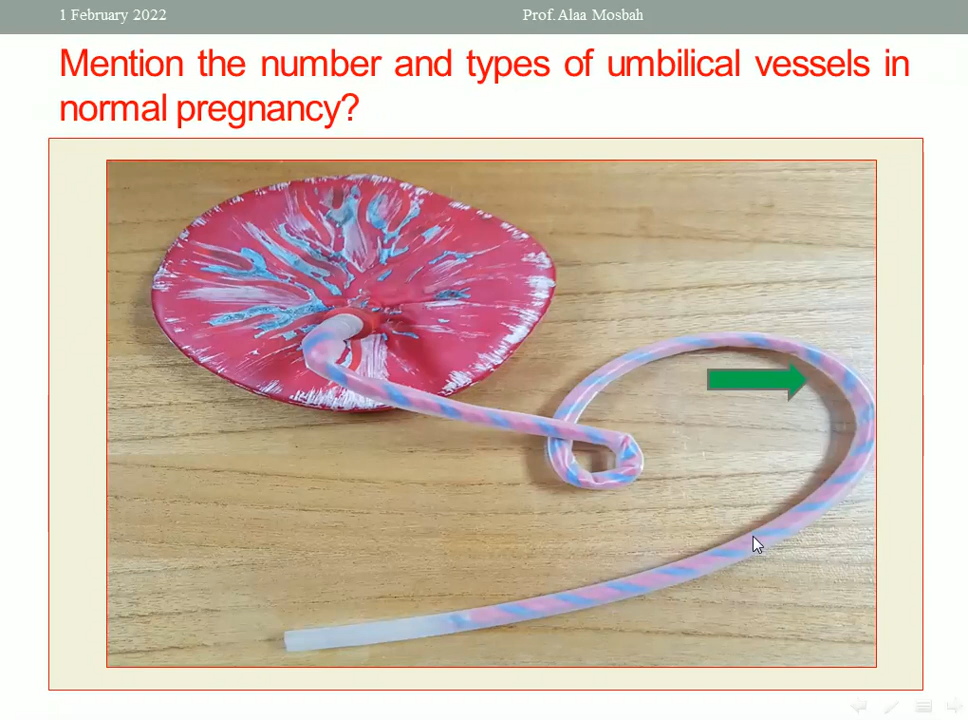 1 February 2022
Prof. Alaa Mosbah
Mention the number and types of umbilical vessels in
normal pregnancy?